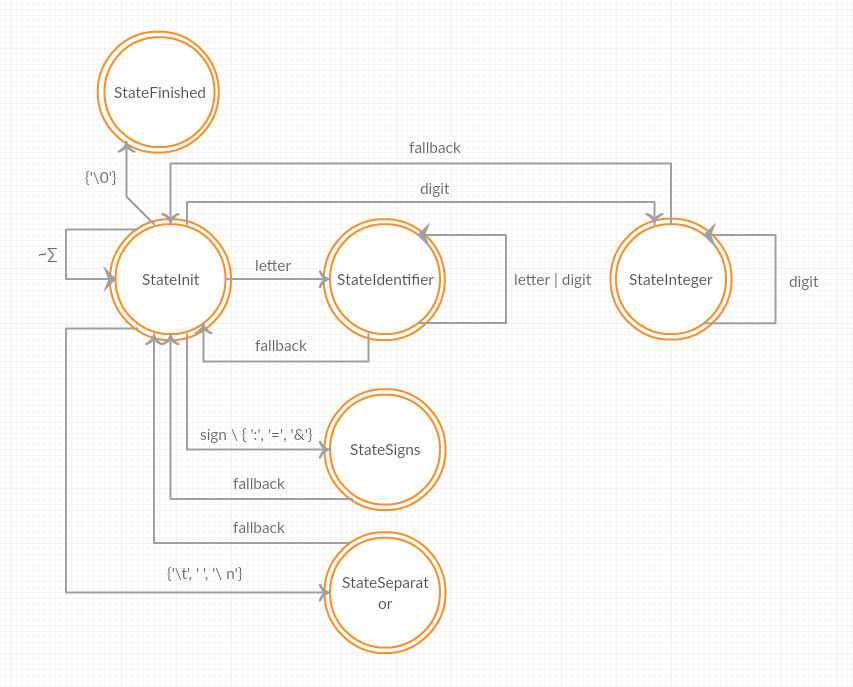 StateFinished
fallback
{'\0'}
digit
~∑
letter
StateInit
StateIdentifier
letter | digit
StateInteger
digit
fallback
sign \ { ':', '=', '&'}
StateSigns
fallback
fallback
{'\t', ' ', '\ n'}
StateSeparat
or